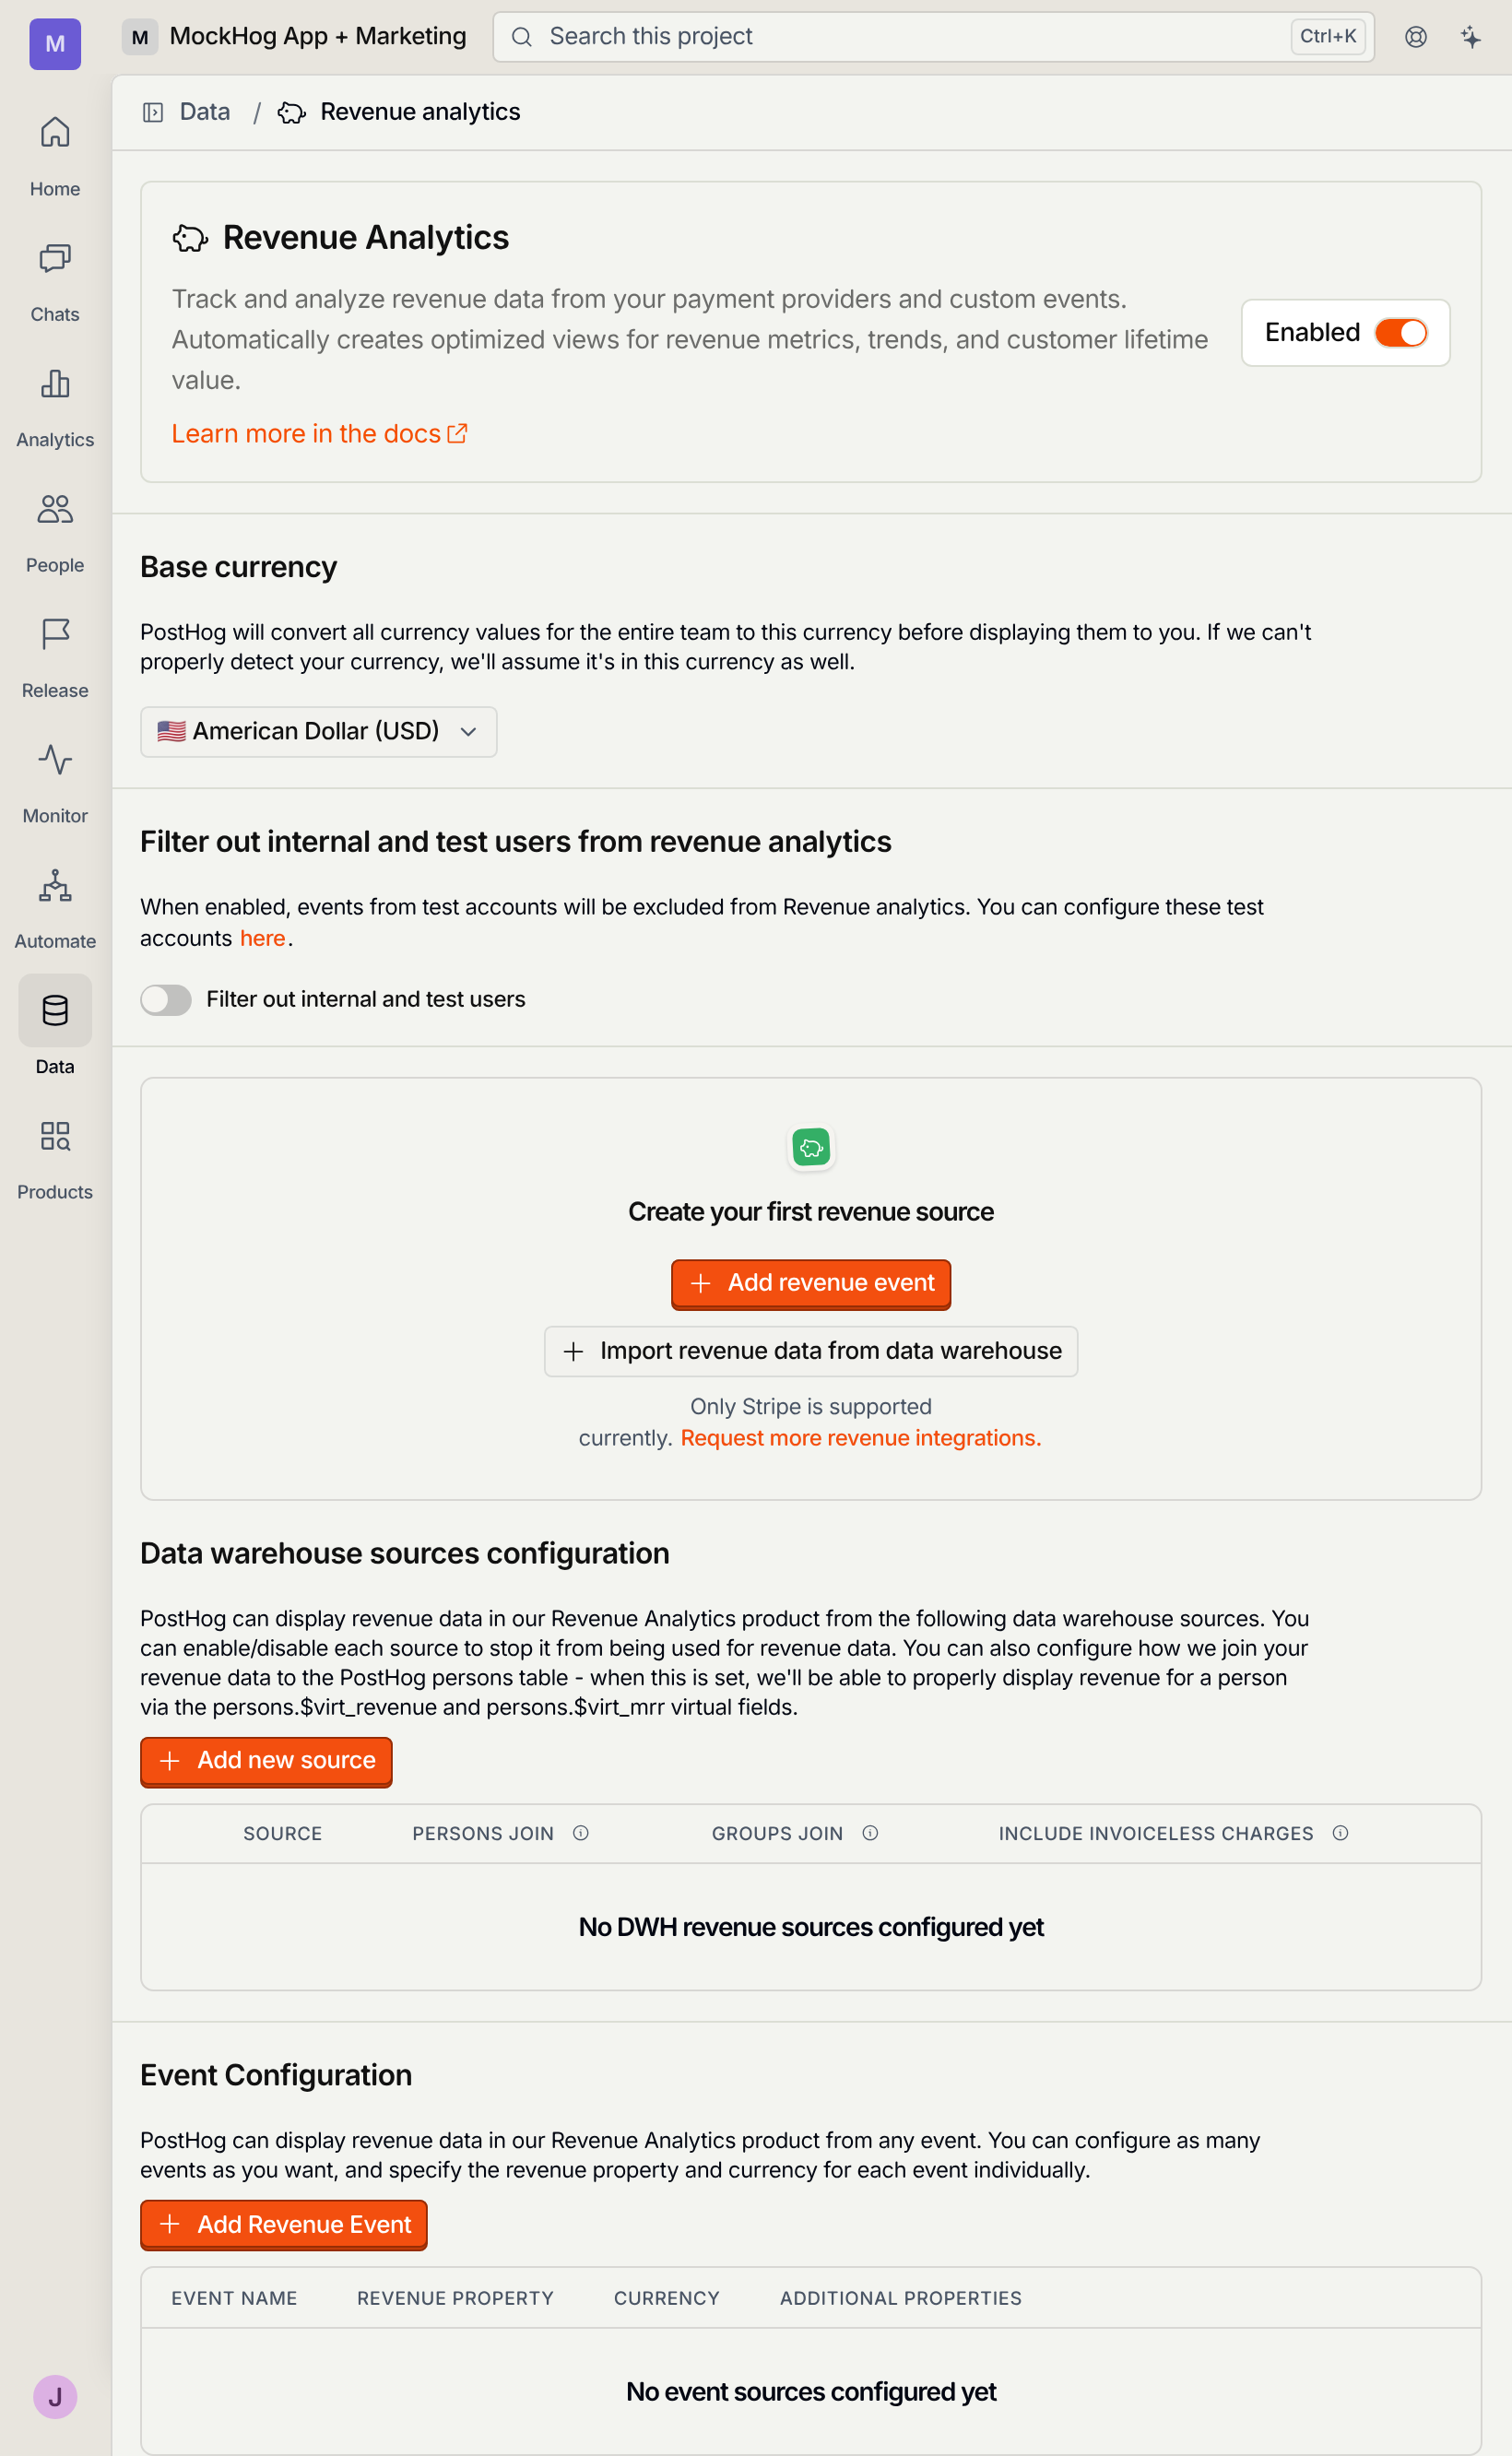 M
M MockHog App + Marketing
Search this project
Ctrl+K
Home
Chats
Analytics
People
Release
Monitor
Automate
Data
Products
J
Data / Revenue analytics
Revenue Analytics
Track and analyze revenue data from your payment providers and custom events.
Automatically creates optimized views for revenue metrics, trends, and customer lifetime
value.
Learn more in the docs
Enabled
Base currency
PostHog will convert all currency values for the entire team to this currency before displaying them to you. If we can't
properly detect your currency, we'll assume it's in this currency as well.
🇺🇸 American Dollar (USD)
Filter out internal and test users from revenue analytics
When enabled, events from test accounts will be excluded from Revenue analytics. You can configure these test
accounts here.
Filter out internal and test users
Create your first revenue source
Add revenue event
Import revenue data from data warehouse
Only Stripe is supported
currently. Request more revenue integrations.
Data warehouse sources configuration
PostHog can display revenue data in our Revenue Analytics product from the following data warehouse sources. You
can enable/disable each source to stop it from being used for revenue data. You can also configure how we join your
revenue data to the PostHog persons table - when this is set, we'll be able to properly display revenue for a person
via the persons.$virt_revenue and persons.$virt_mrr virtual fields.
Add new source
SOURCE PERSONS JOIN GROUPS JOIN INCLUDE INVOICELESS CHARGES
No DWH revenue sources configured yet
Event Configuration
PostHog can display revenue data in our Revenue Analytics product from any event. You can configure as many
events as you want, and specify the revenue property and currency for each event individually.
Add Revenue Event
EVENT NAME REVENUE PROPERTY CURRENCY ADDITIONAL PROPERTIES
No event sources configured yet